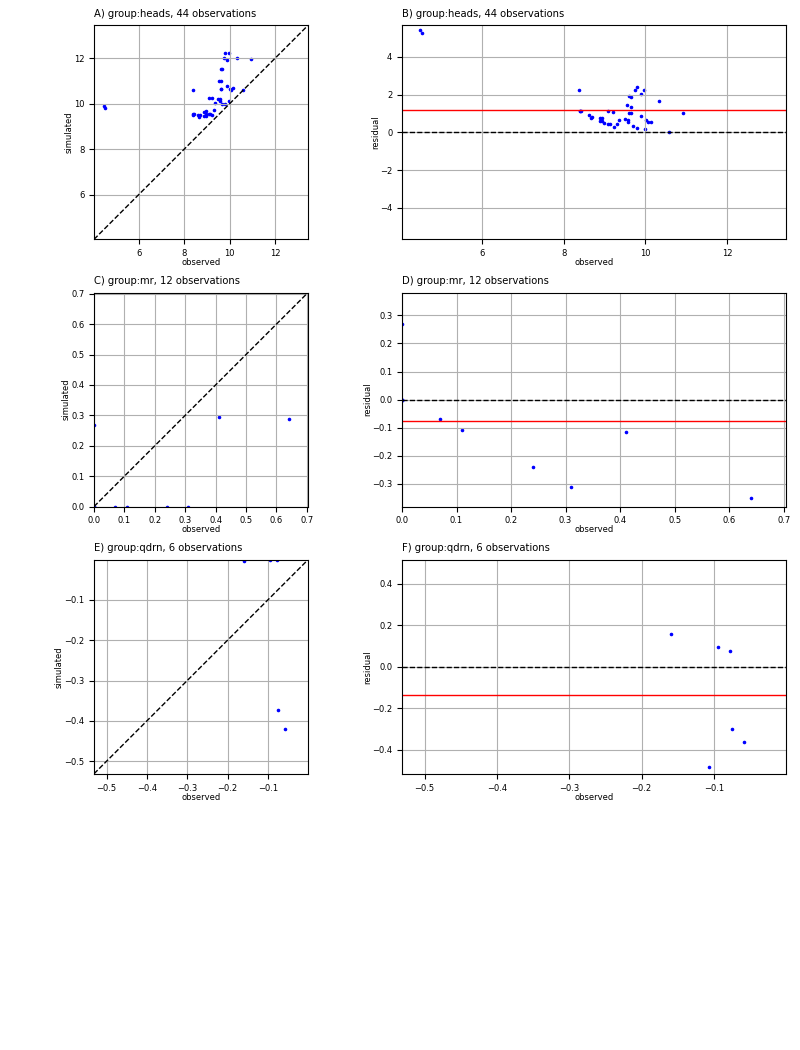 A) group:heads, 44 observations
B) group:heads, 44 observations
12
10
8
6
simulated
6 8 10 12
observed
4
2
0
−2
−4
residual
6 8 10 12
observed
C) group:mr, 12 observations
D) group:mr, 12 observations
0.7
0.6
0.5
0.4
0.3
0.2
0.1
0.0
simulated
0.0 0.1 0.2 0.3 0.4 0.5 0.6 0.7
observed
0.3
0.2
0.1
0.0
−0.1
−0.2
−0.3
residual
0.0 0.1 0.2 0.3 0.4 0.5 0.6 0.7
observed
E) group:qdrn, 6 observations
F) group:qdrn, 6 observations
−0.1
−0.2
−0.3
−0.4
−0.5
simulated
−0.5 −0.4 −0.3 −0.2 −0.1
observed
0.4
0.2
0.0
−0.2
−0.4
residual
−0.5 −0.4 −0.3 −0.2 −0.1
observed